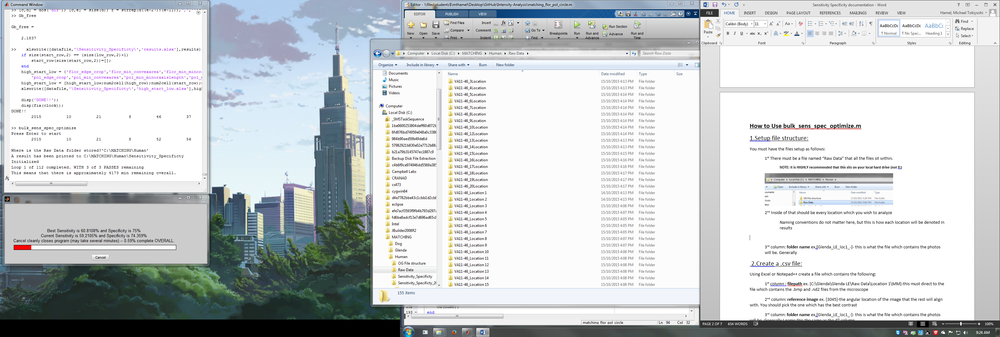 Command Window
>> [c,d] = dos('dir'); [c,e] = size(d); f = strrep(d((e-27):(e-11)),',','
>> Gb_free
Gb_free =
2.1837
>> xlswrite([datafile,'\Sensitivity_Specificty\','results.xlsx'],results)
if size(start_row,2) == (size(low_row,2)+1)
start_row(size(start_row,2))=[];
end
high_start_low = {'flor_edge_crop','flor_min_convexarea','flor_min_minor
'pol_edge_crop','pol_min_convexarea','pol_min_minoraxislength','pol_
high_start_low = [high_start_low;num2cell(high_row);num2cell(start_row);
xlswrite([datafile,'\Sensitivity_Specificty\','high_start_low.xlsx'],high
disp('DONE!!');
disp(fix(clock));
DONE!!
2015 10 21 8 46 37
>> bulk_sens_spec_optimize
Press Enter to start
2015 10 21 8 52 56
Where is the Raw Data folder stored?'C:\MATCHING\Human'
A result has been printed to C:\MATCHING\Human\Sensitivity_Specificty
Initialized
Loop 1 of 112 completed. WITH 3 of 3 PASSES remaining
This means that there is approximately 4173 min remaining overall.
fx
Best Sensitivity is 60.8108% and Specificity is 75%
Current Sensitivity is 59.2105% and Specificity is 74.359%
Cancel cleanly closes program (may take several minutes) -- 0.59% complete OVERALL.
Cancel
Editor - \\files\students$\mthamel\Desktop\GitHub\Intensity-Analysis\matching_flor_pol_circle.m
EDITOR PUBLISH VIEW
New Open Save Find Files Compare Print
Insert fx Comment Indent
Go To Find
Breakpoints Run Run and Advance Run Section Advance Run and Time
Computer Local Disk (C:) MATCHING Human Raw Data
Search Raw Data
Organize Include in library Share with Burn New folder
Documents
Music
Pictures
Videos
Computer
Local Disk (C:)
_SMSTaskSequence
1be0600253804deff60d072b
6fd076bd74959e048a0c3386
984b90aed59b49de6d
57982921b830e02e7712b88a
b21a79b3145747ec1887c9
Backup Disk File Extraction
c4b6f9ce974946dd5569a385
Campbell Labs
CRANAD
cs473
cygwin64
d4e7782bbe43c1cbb1d2cb8
eclipse
efe7acf3593f9fb4b793d297a
fd6be8adcf13e7d696ad65c8
Intel
JBuilder2008R2
MATCHING
Dog
Glenda
Human
OG File structure
Raw Data
Sensitivity_Specificty
Sensitivity_Specificty_20
Name Date modified Type Size
VA11-46_3Location 15/10/2015 4:13 PM File folder
VA11-46_4Location 15/10/2015 4:13 PM File folder
VA11-46_5Location 15/10/2015 4:14 PM File folder
VA11-46_6Location 15/10/2015 4:14 PM File folder
VA11-46_7Location 15/10/2015 4:14 PM File folder
VA11-46_8Location 15/10/2015 4:14 PM File folder
VA11-46_9Location 15/10/2015 4:14 PM File folder
VA11-46_10Location 15/10/2015 4:14 PM File folder
VA11-46_12Location 15/10/2015 4:14 PM File folder
VA11-46_13Location 15/10/2015 4:13 PM File folder
VA11-46_14Location 15/10/2015 4:13 PM File folder
VA11-46_15Location 15/10/2015 4:15 PM File folder
VA11-46_16Location 15/10/2015 4:16 PM File folder
VA11-46_17Location 15/10/2015 4:16 PM File folder
VA11-46_18Location 15/10/2015 4:17 PM File folder
VA11-46_19Location 15/10/2015 4:17 PM File folder
VA11-46_20Location 15/10/2015 4:17 PM File folder
VA11-46_Location 1 14/10/2015 4:13 PM File folder
VA11-46_Location 2 14/10/2015 4:15 PM File folder
VA11-46_Location 3 15/10/2015 4:06 PM File folder
VA11-46_Location 4 15/10/2015 4:07 PM File folder
VA11-46_Location 5 15/10/2015 4:05 PM File folder
VA11-46_Location 6 15/10/2015 4:05 PM File folder
VA11-46_Location 7 15/10/2015 4:05 PM File folder
VA11-46_Location 8 15/10/2015 4:07 PM File folder
VA11-46_Location 9 15/10/2015 4:07 PM File folder
VA11-46_Location 10 15/10/2015 4:08 PM File folder
VA11-46_Location 11 15/10/2015 4:08 PM File folder
VA11-46_Location 12 15/10/2015 4:08 PM File folder
VA11-46_Location 13 15/10/2015 4:08 PM File folder
VA11-46_Location 14 15/10/2015 4:08 PM File folder
VA11-46_Location 15 15/10/2015 4:08 PM File folder
155 items
193 end
matching_flor_pol_circle Ln 94 Col 32
Sensitivity Specificity documentation - Word
FILE HOME INSERT DESIGN PAGE LAYOUT REFERENCES MAILINGS REVIEW VIEW
Hamel, Michael Tokiyoshi
Paste
Calibri (Body) 11
B I U abc
AaBbCcDc AaBbCcDc AaBbCc
¶ Normal ¶ No Spac... Heading 1
Find
Replace
Select
Clipboard Font Paragraph Styles Editing
How to Use bulk_sens_spec_optimize.m
1.Setup file structure:
You must have the files setup as follows:
1st There must be a file named “Raw Data” that all the files sit within.
NOTE: It is HIGHLY recommended that this sits on your local hard drive (not Y:)
Computer Local Disk (C:) MATCHING Human
Open Include in library Share with Burn New folder
Name Date modified Type
OG File structure 15/10/2015 4:29 PM File folder
Raw Data 15/10/2015 5:04 PM File folder
2nd Inside of that should be every location which you wish to analyze
Naming conventions do not matter here, but this is how each location will be denoted in
results
3rd column: folder name ex.[Glenda_LE_loc1_-]- this is what the file which contains the photos
will be. Generally
2.Create a .csv file:
Using Excel or Notepad++ create a file which contains the following:
1st column : filepath ex. [C:\Glenda\Glenda LE\Raw Data\Location 1\MM]-this must direct to the
file which contains the .bmp and .nd2 files from the microscope
2nd column: reference image ex. [3045]-the angular location of the image that the rest will align
with. You should pick the one which has the best contrast
3rd column: folder name ex.[Glenda_LE_loc1_-]- this is what the file which contains the photos
will be. Generally I name this the same as the 4th column
PAGE 2 OF 7 654 WORDS
100%
9:24 AM